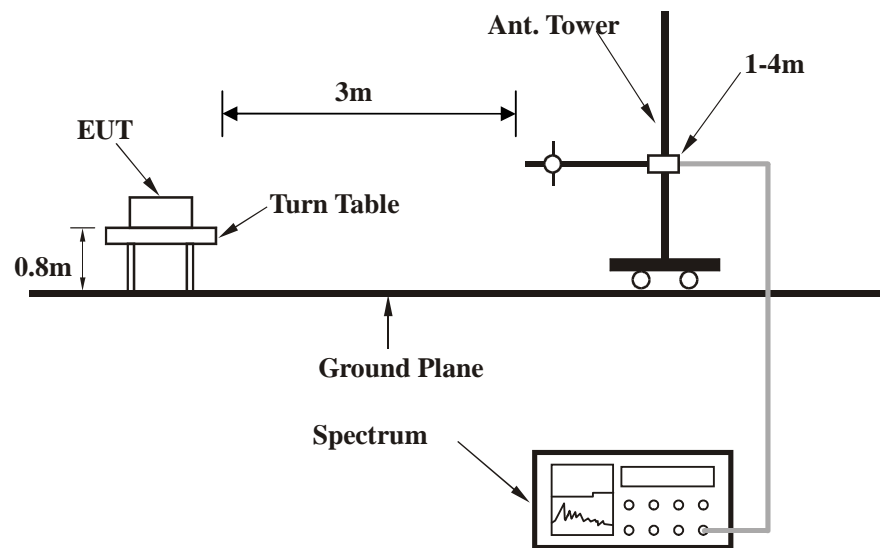 Ant. Tower
1-4m
3m
EUT
Turn Table
0.8m
Ground Plane
Spectrum